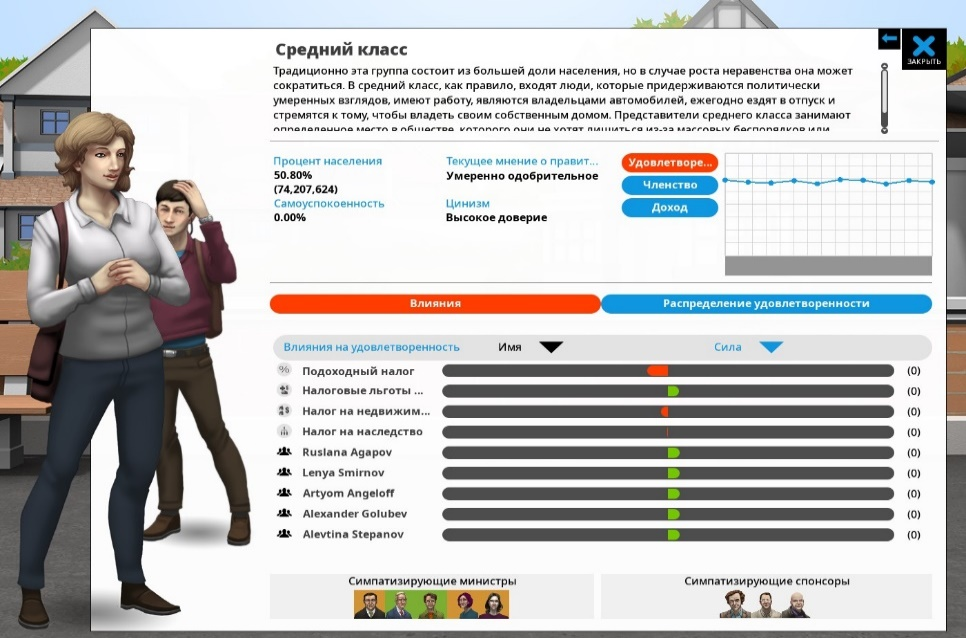 Средний класс
ЗАКРЫТЬ
Традиционно эта группа состоит из большей доли населения, но в случае роста неравенства она может
сократиться. В средний класс, как правило, входят люди, которые придерживаются политически
умеренных взглядов, имеют работу, являются владельцами автомобилей, ежегодно ездят в отпуск и
стремятся к тому, чтобы владеть своим собственным домом. Представители среднего класса занимают
определенное место в обществе, которого они не хотят лишиться из-за массовых беспорядков или
Процент населения
50.80%
(74,207,624)
Самоуспокоенность
0.00%
Текущее мнение о правит...
Умеренно одобрительное
Цинизм
Высокое доверие
Удовлетворе...
Членство
Доход
Влияния
Распределение удовлетворенности
Влияния на удовлетворенность Имя Сила
% Подоходный налог (0)
Налоговые льготы ... (0)
Налог на недвижим... (0)
Налог на наследство (0)
Ruslana Agapov (0)
Lenya Smirnov (0)
Artyom Angeloff (0)
Alexander Golubev (0)
Alevtina Stepanov (0)
Симпатизирующие министры
Симпатизирующие спонсоры